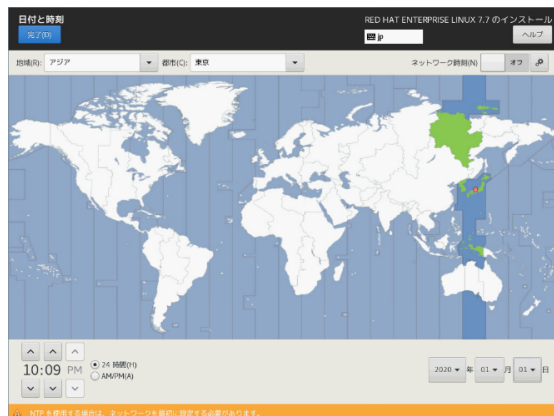 日付と時刻
RED HAT ENTERPRISE LINUX 7.7 のインストール
完了(D)
jp
ヘルプ
地域(R): アジア 都市(C): 東京 ネットワーク時刻(N) オフ
10:09 PM
24 時間(H)
AM/PM(A)
2020 年 01 月 01 日
NTP を使用する場合は、ネットワークを最初に設定する必要があります。